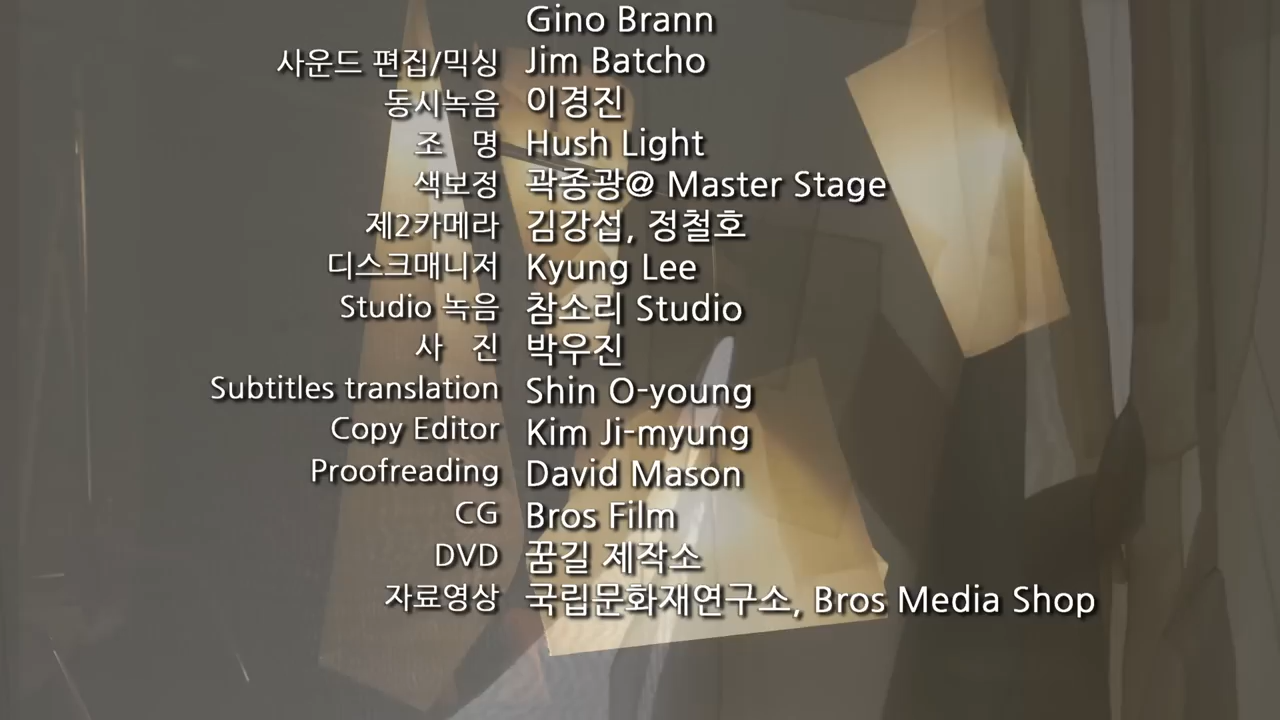 Gino Brann
사운드 편집/믹싱 Jim Batcho
동시녹음 이경진
조 명 Hush Light
색보정 곽종광@ Master Stage
제2카메라 김강섭, 정철호
디스크매니저 Kyung Lee
Studio 녹음 참소리 Studio
사 진 박우진
Subtitles translation Shin O-young
Copy Editor Kim Ji-myung
Proofreading David Mason
CG Bros Film
DVD 꿈길 제작소
자료영상 국립문화재연구소, Bros Media Shop